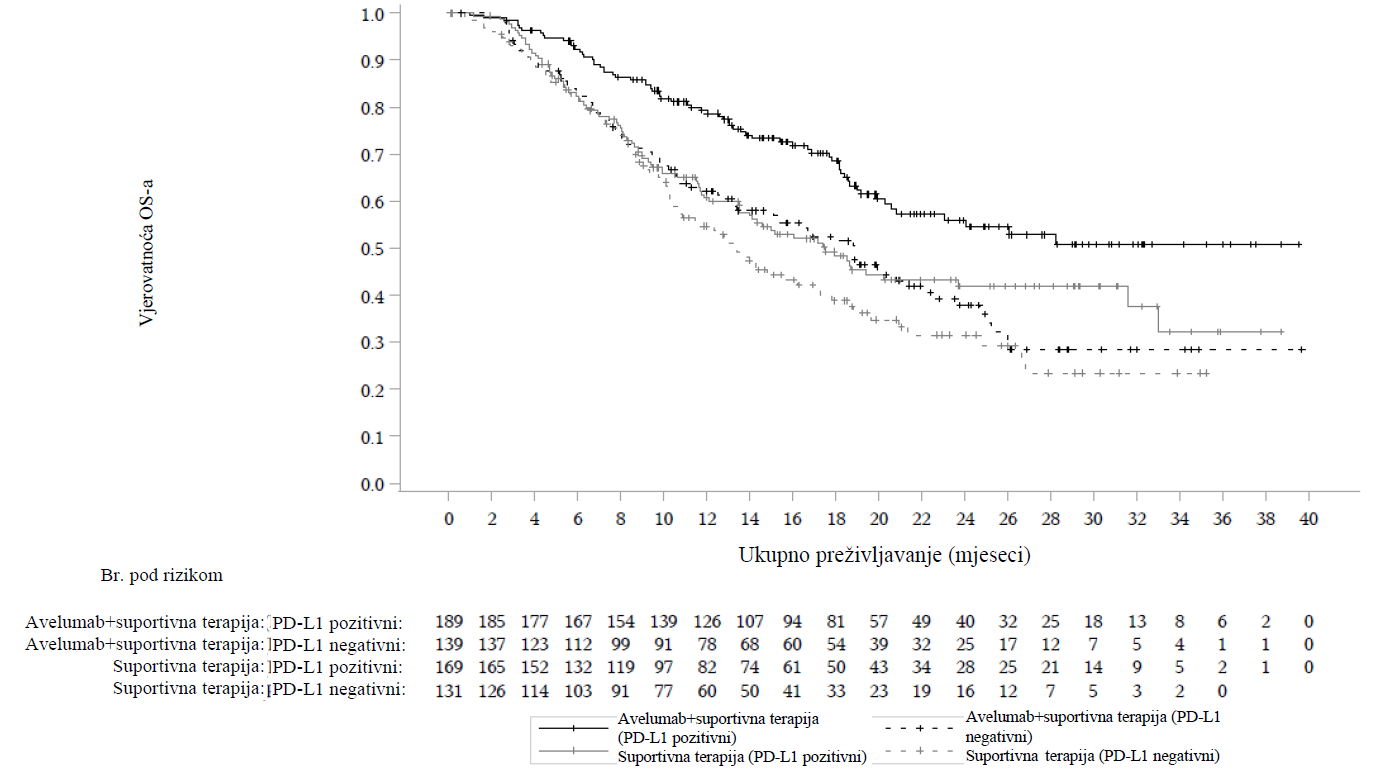 1.0
0.9
0.8
0.7
0.6
0.5
0.4
0.3
0.2
0.1
0.0
Vjerovatnoća OS-a
0 2 4 6 8 10 12 14 16 18 20 22 24 26 28 30 32 34 36 38 40
Ukupno preživljavanje (mjeseci)
Br. pod rizikom
Avelumab+suportivna terapija: PD-L1 pozitivni: 189 185 177 167 154 139 126 107 94 81 57 49 40 32 25 18 13 8 6 2 0
Avelumab+suportivna terapija: PD-L1 negativni: 139 137 123 112 99 91 78 68 60 54 39 32 25 17 12 7 5 4 1 1 0
Suportivna terapija: PD-L1 pozitivni: 169 165 152 132 119 97 82 74 61 50 43 34 28 25 21 14 9 5 2 1 0
Suportivna terapija: PD-L1 negativni: 131 126 114 103 91 77 60 50 41 33 23 19 16 12 7 5 3 2 0
Avelumab+suportivna terapija
(PD-L1 pozitivni)
Suportivna terapija (PD-L1 pozitivni)
Avelumab+suportivna terapija (PD-L1
negativni)
Suportivna terapija (PD-L1 negativni)